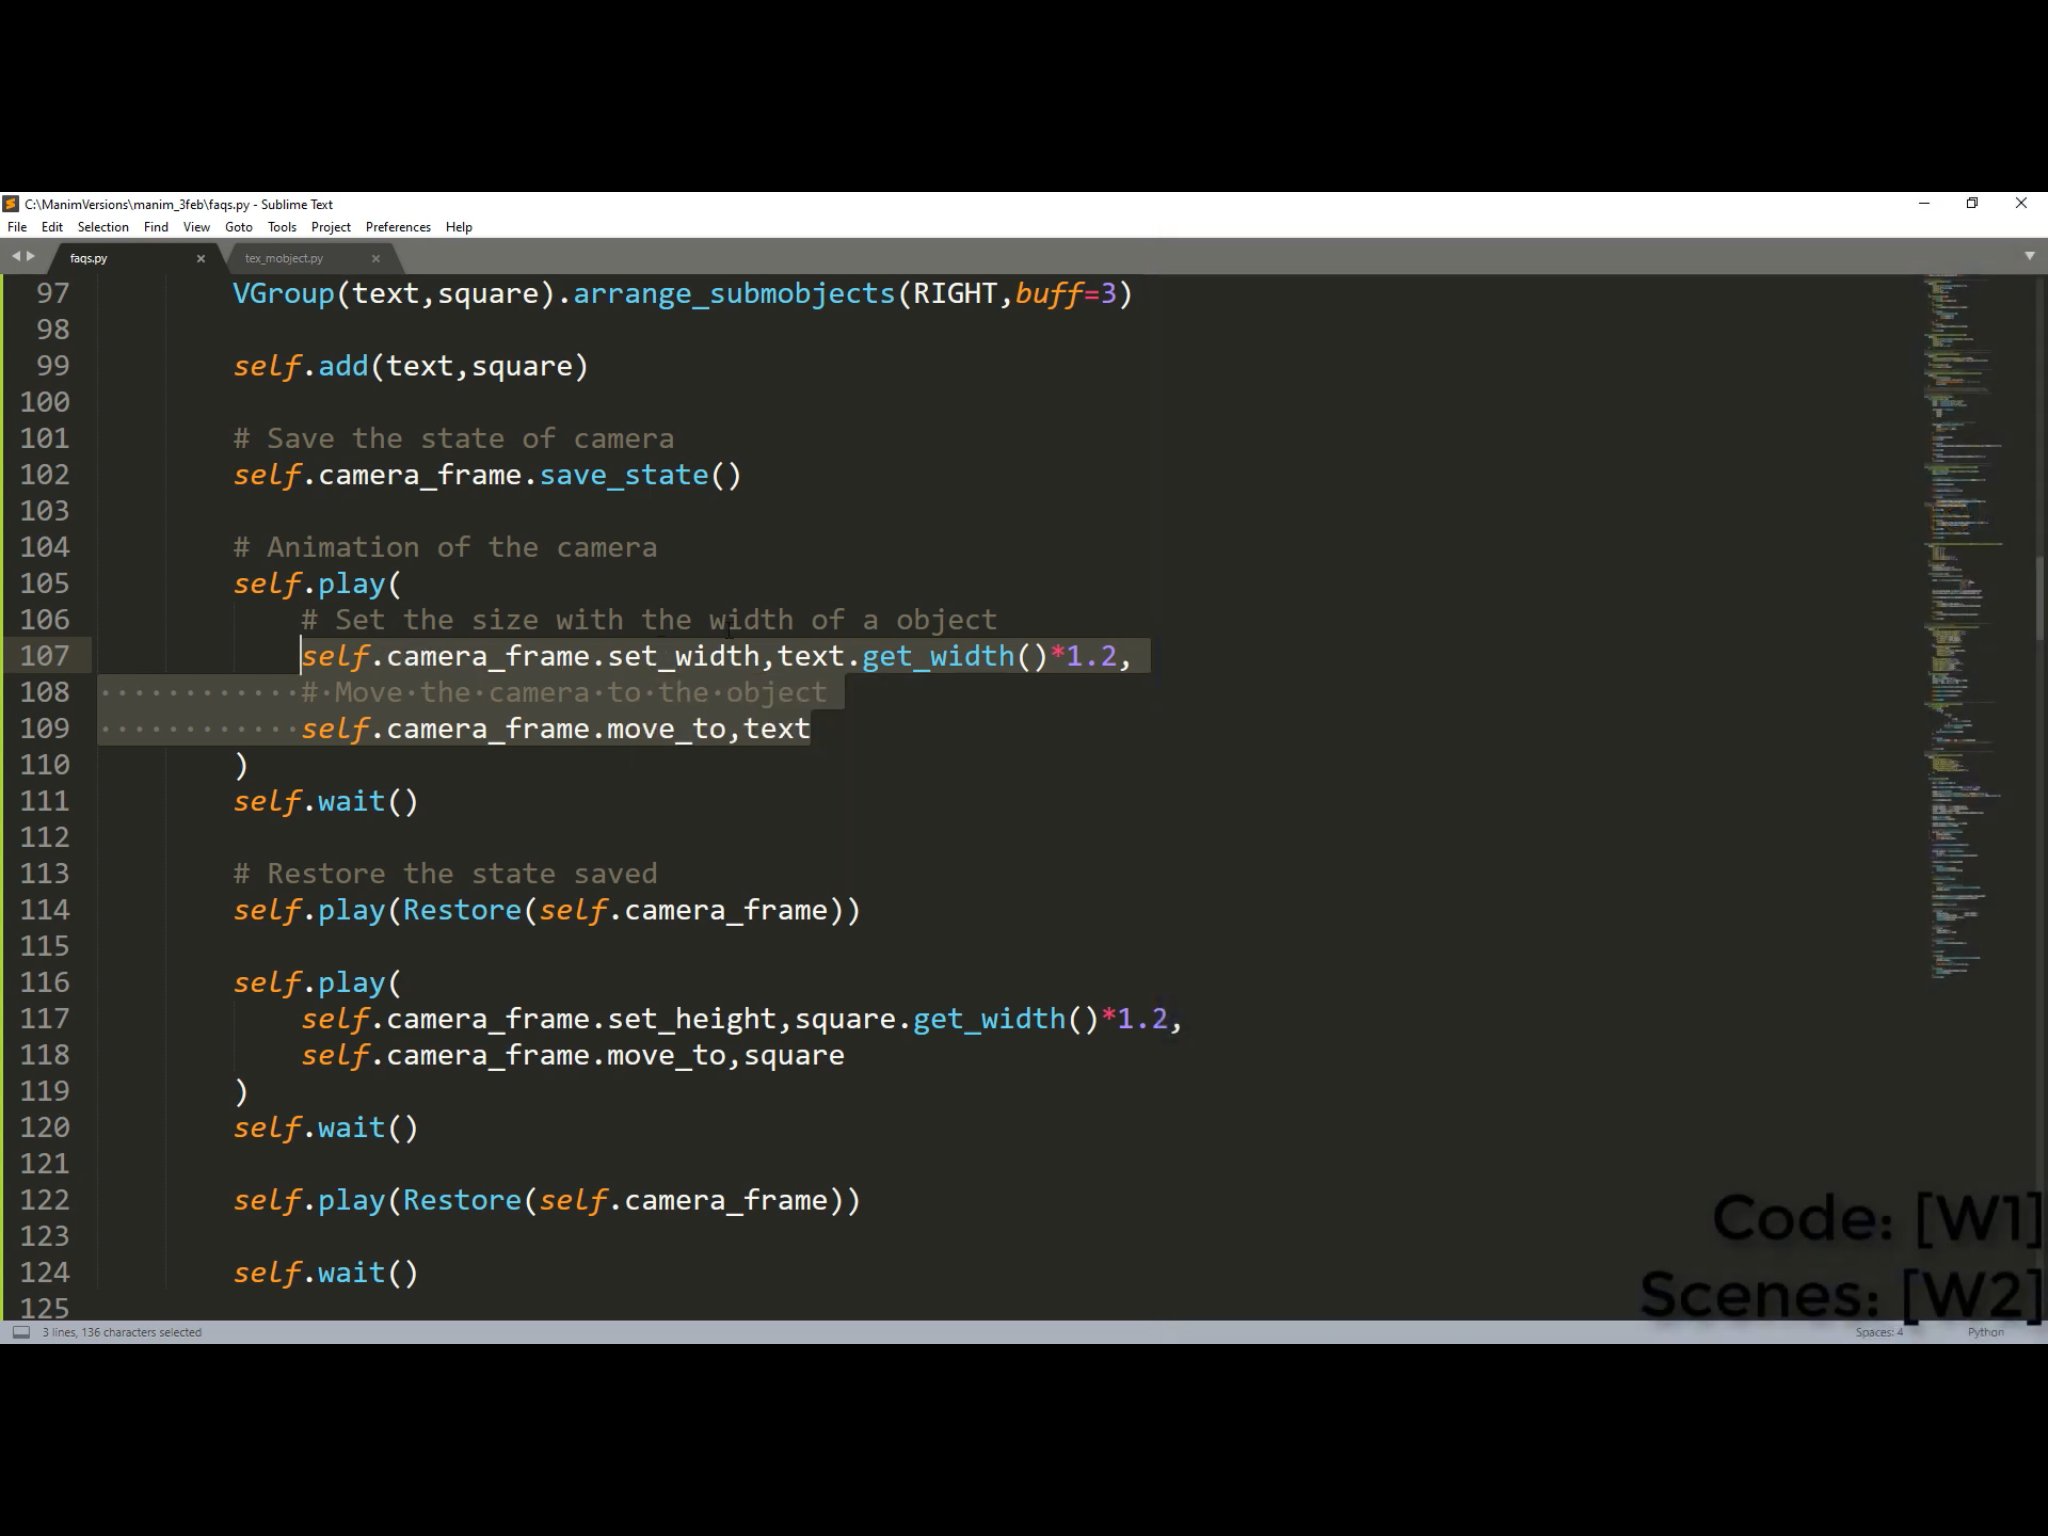 C:\ManimVersions\manim_3feb\faqs.py - Sublime Text
File Edit Selection Find View Goto Tools Project Preferences Help
faqs.py tex_mobject.py
97 VGroup(text,square).arrange_submobjects(RIGHT,buff=3)
98
99 self.add(text,square)
100
101 # Save the state of camera
102 self.camera_frame.save_state()
103
104 # Animation of the camera
105 self.play(
106 # Set the size with the width of a object
107 self.camera_frame.set_width,text.get_width()*1.2,
108 # Move the camera to the object
109 self.camera_frame.move_to,text
110 )
111 self.wait()
112
113 # Restore the state saved
114 self.play(Restore(self.camera_frame))
115
116 self.play(
117 self.camera_frame.set_height,square.get_width()*1.2,
118 self.camera_frame.move_to,square
119 )
120 self.wait()
121
122 self.play(Restore(self.camera_frame))
123
124 self.wait()
125
Code: [W1]
Scenes: [W2]
3 lines, 136 characters selected Spaces: 4 Python